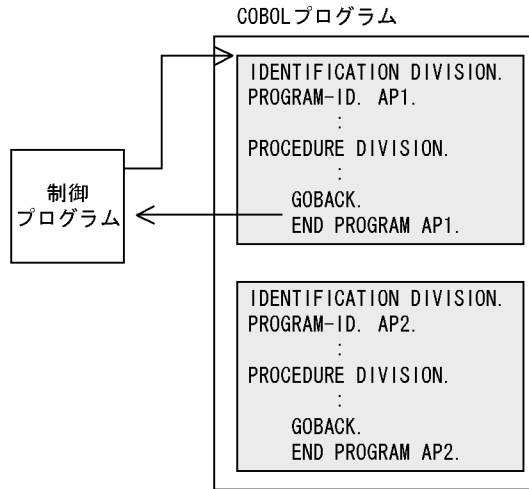 COBOLプログラム
IDENTIFICATION DIVISION.
PROGRAM-ID. AP1.
:
PROCEDURE DIVISION.
:
GOBACK.
END PROGRAM AP1.
制御
プログラム
IDENTIFICATION DIVISION.
PROGRAM-ID. AP2.
:
PROCEDURE DIVISION.
:
GOBACK.
END PROGRAM AP2.